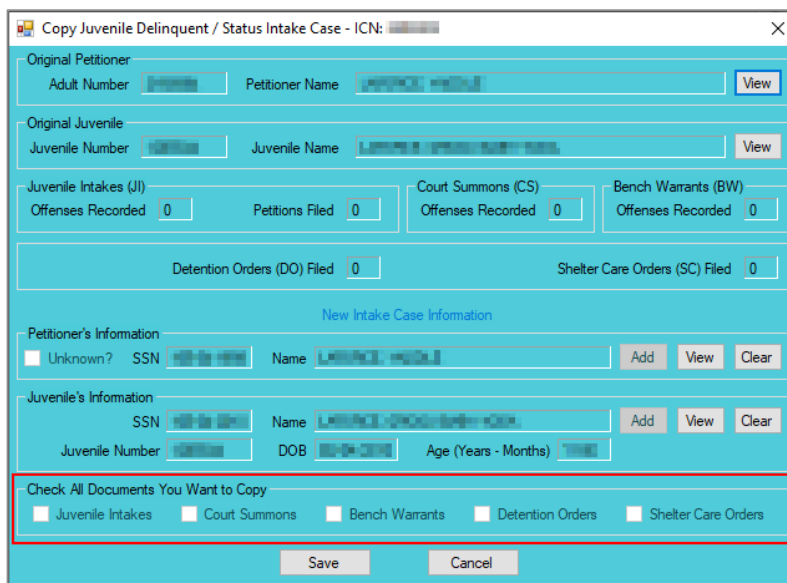 Copy Juvenile Delinquent / Status Intake Case - ICN:
Original Petitioner
Adult Number Petitioner Name View
Original Juvenile
Juvenile Number Juvenile Name View
Juvenile Intakes (JI) Court Summons (CS) Bench Warrants (BW)
Offenses Recorded 0 Petitions Filed 0 Offenses Recorded 0 Offenses Recorded 0
Detention Orders (DO) Filed 0 Shelter Care Orders (SC) Filed 0
New Intake Case Information
Petitioner's Information
Unknown? SSN Name Add View Clear
Juvenile's Information
SSN Name Add View Clear
Juvenile Number DOB Age (Years - Months)
Check All Documents You Want to Copy
Juvenile Intakes Court Summons Bench Warrants Detention Orders Shelter Care Orders
Save Cancel